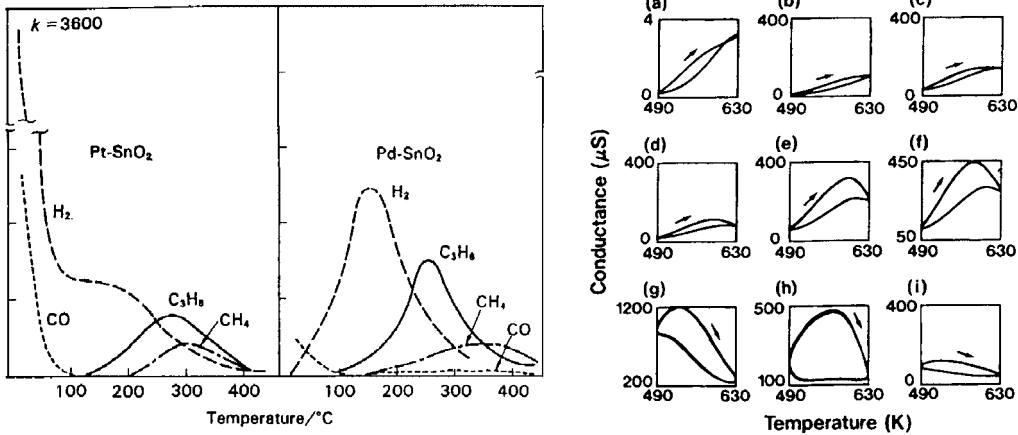 k = 3600
Pt-SnO₂
H₂
CO
C₃H₈
CH₄
Pd-SnO₂
H₂
C₃H₈
CH₄
CO
100 200 300 400 100 200 300 400
Temperature/°C
(a) (b) (c)
4 400 400
0 0 0
490 630 490 630 490 630
(d) (e) (f)
400 400 450
0 0 50
490 630 490 630 490 630
(g) (h) (i)
1200 500 400
200 100 0
490 630 490 630 490 630
Conductance (µS)
Temperature (K)